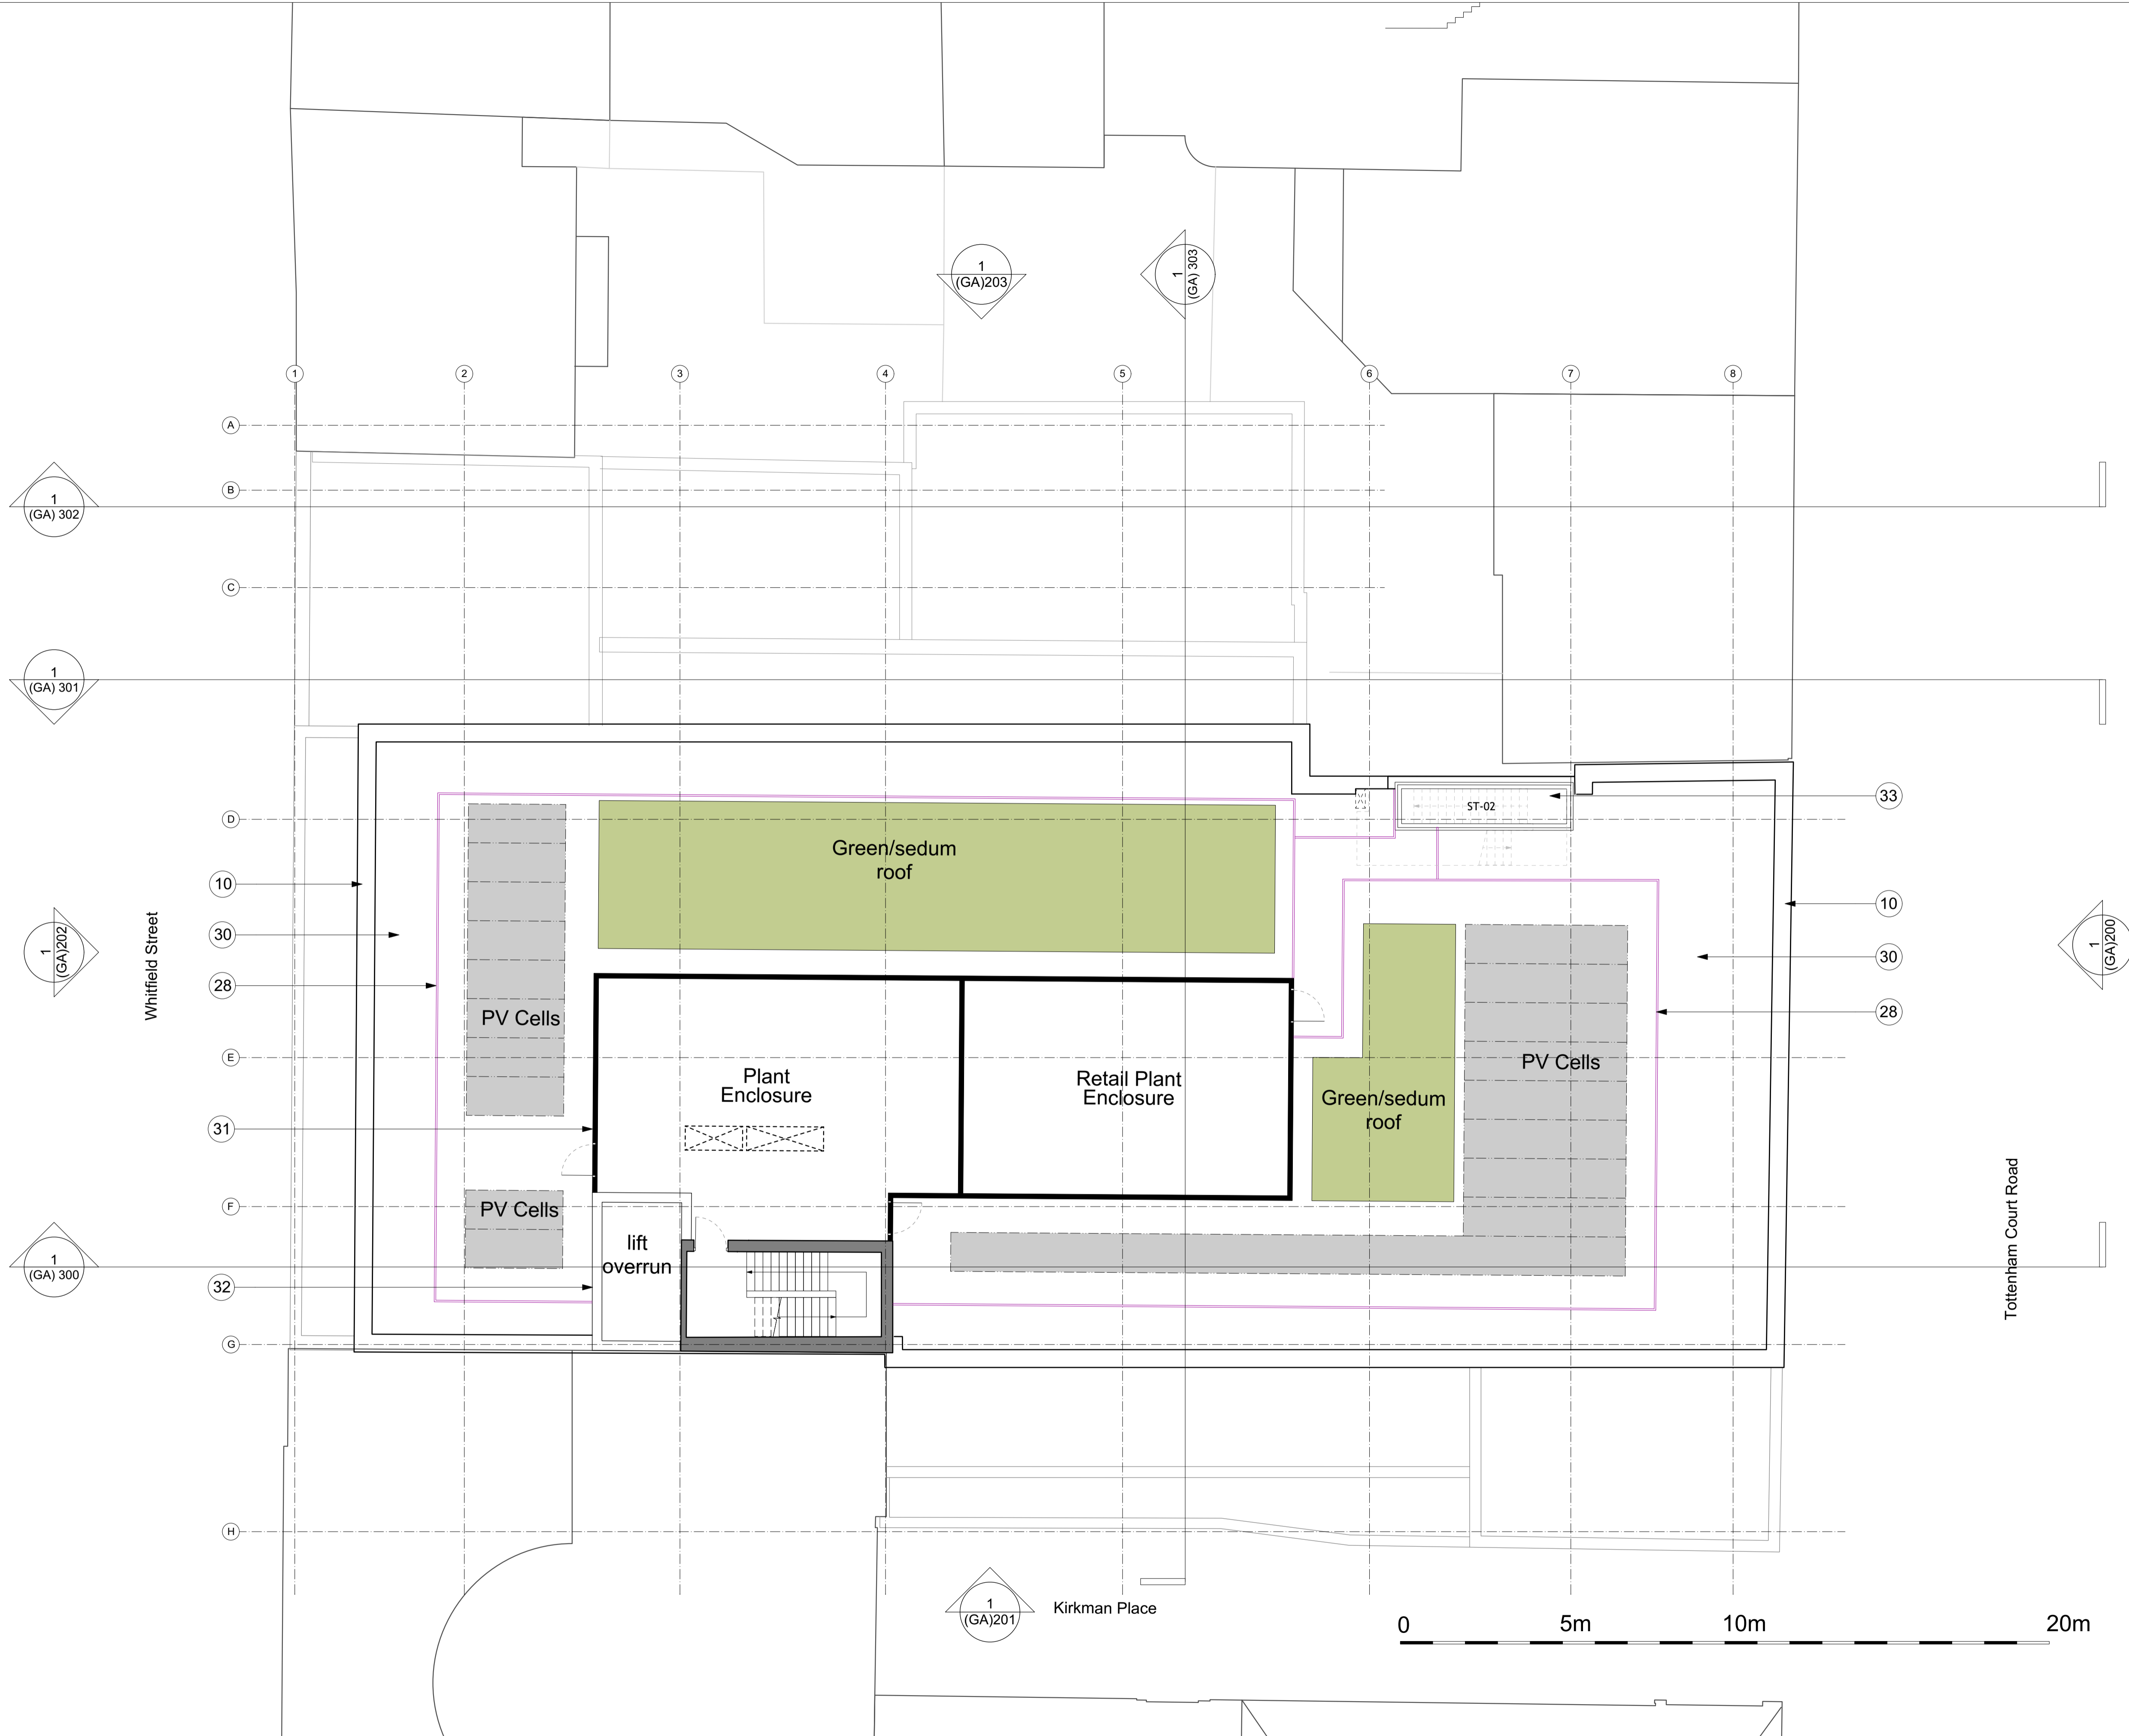 1
(GA)203
1
(GA) 303
1
2
3
4
5
6
7
8
A
B
1
(GA) 302
C
1
(GA) 301
33
ST-02
D
Green/sedum
roof
10
10
30
Whitfield Street
1
(GA)202
1
(GA)200
30
28
28
PV Cells
E
PV Cells
Plant
Enclosure
Retail Plant
Enclosure
Green/sedum
roof
31
F
PV Cells
Tottenham Court Road
lift
overrun
1
(GA) 300
32
G
H
1
(GA)201
Kirkman Place
0
5m
10m
20m